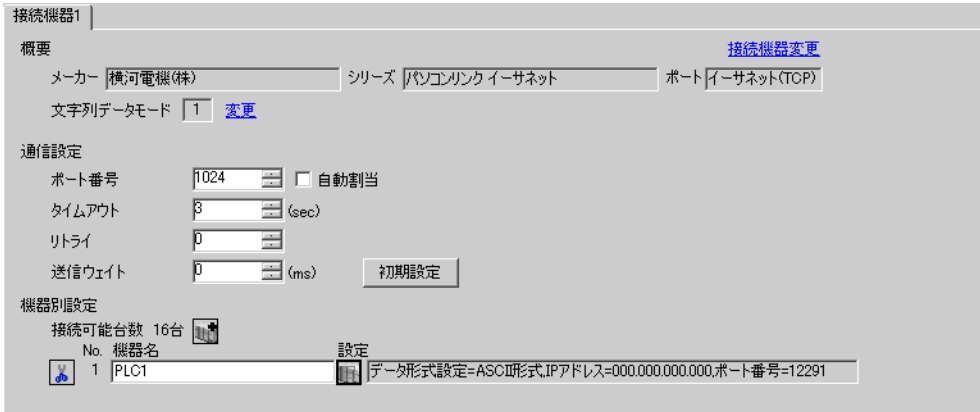 接続機器1
概要 接続機器変更
メーカー 横河電機(株) シリーズ パソコンリンク イーサネット ポート イーサネット(TCP)
文字列データモード 1 変更
通信設定
ポート番号 1024 自動割当
タイムアウト 3 (sec)
リトライ 0
送信ウェイト 0 (ms) 初期設定
機器別設定
接続可能台数 16台
No. 機器名 設定
1 PLC1 データ形式設定=ASCII形式,IPアドレス=000.000.000.000,ポート番号=12291